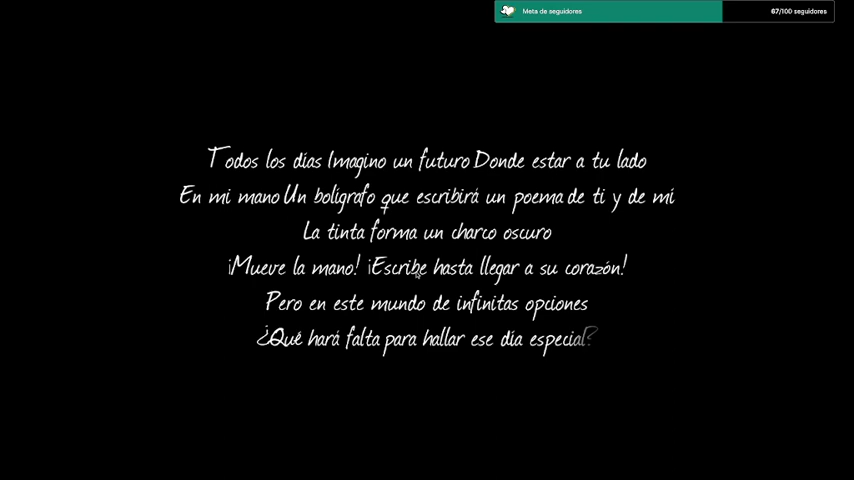 Meta de seguidores
67/100 seguidores
Todos los días Imagino un futuro Donde estar a tu lado
En mi mano Un bolígrafo que escribirá un poema de ti y de mí
La tinta forma un charco oscuro
¡Mueve la mano! ¡Escribe hasta llegar a su corazón!
Pero en este mundo de infinitas opciones
¿Qué hará falta para hallar ese día especial?